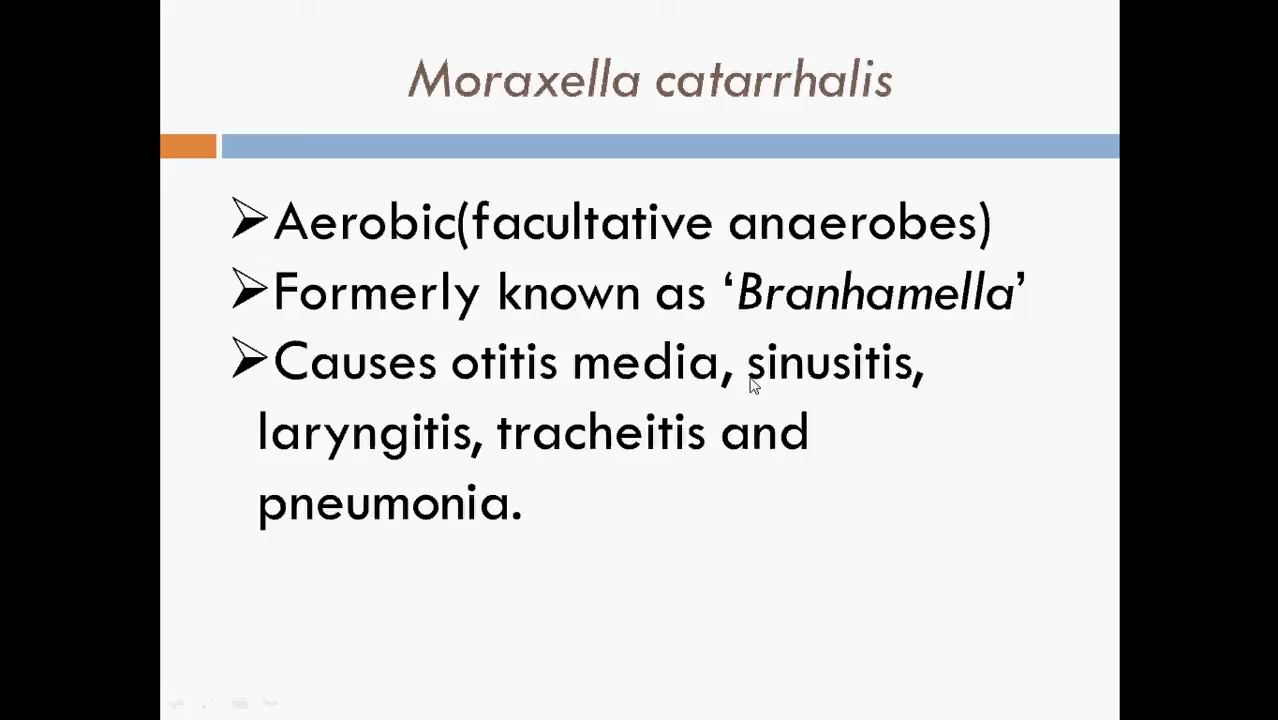 Moraxella catarrhalis
➢Aerobic(facultative anaerobes)
➢Formerly known as ‘Branhamella’
➢Causes otitis media, sinusitis,
laryngitis, tracheitis and
pneumonia.